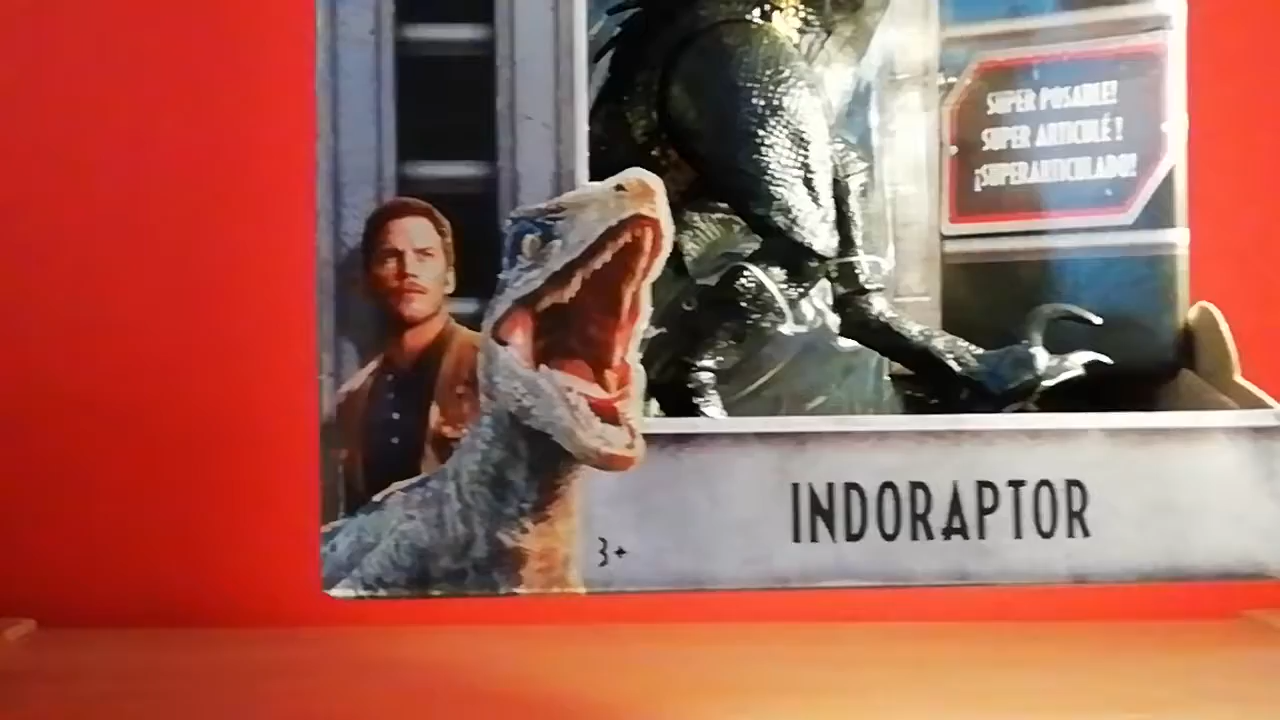 SUPER POSABLE!
SUPER ARTICULÉ !
¡SUPERARTICULADO!
INDORAPTOR
3+